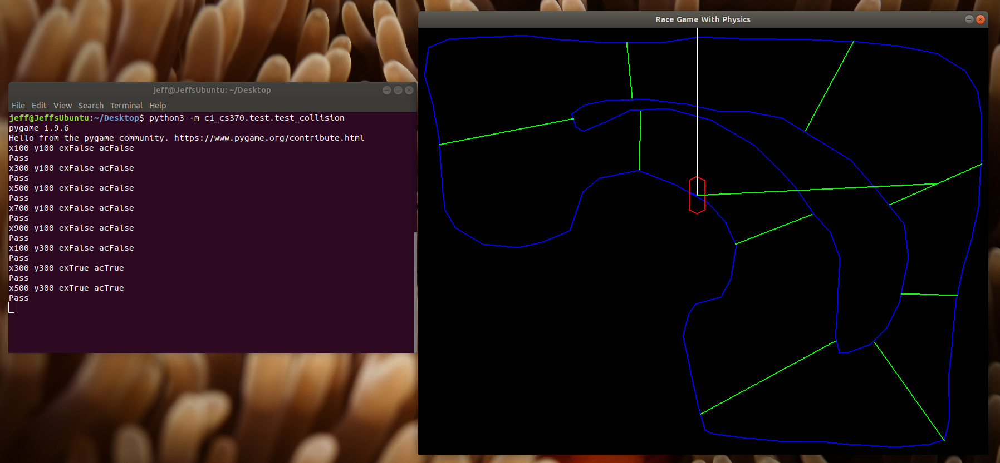 jeff@JeffsUbuntu: ~/Desktop
File Edit View Search Terminal Help
jeff@JeffsUbuntu:~/Desktop$ python3 -m c1_cs370.test.test_collision
pygame 1.9.6
Hello from the pygame community. https://www.pygame.org/contribute.html
x100 y100 exFalse acFalse
Pass
x300 y100 exFalse acFalse
Pass
x500 y100 exFalse acFalse
Pass
x700 y100 exFalse acFalse
Pass
x900 y100 exFalse acFalse
Pass
x100 y300 exFalse acFalse
Pass
x300 y300 exTrue acTrue
Pass
x500 y300 exTrue acTrue
Pass
Race Game With Physics